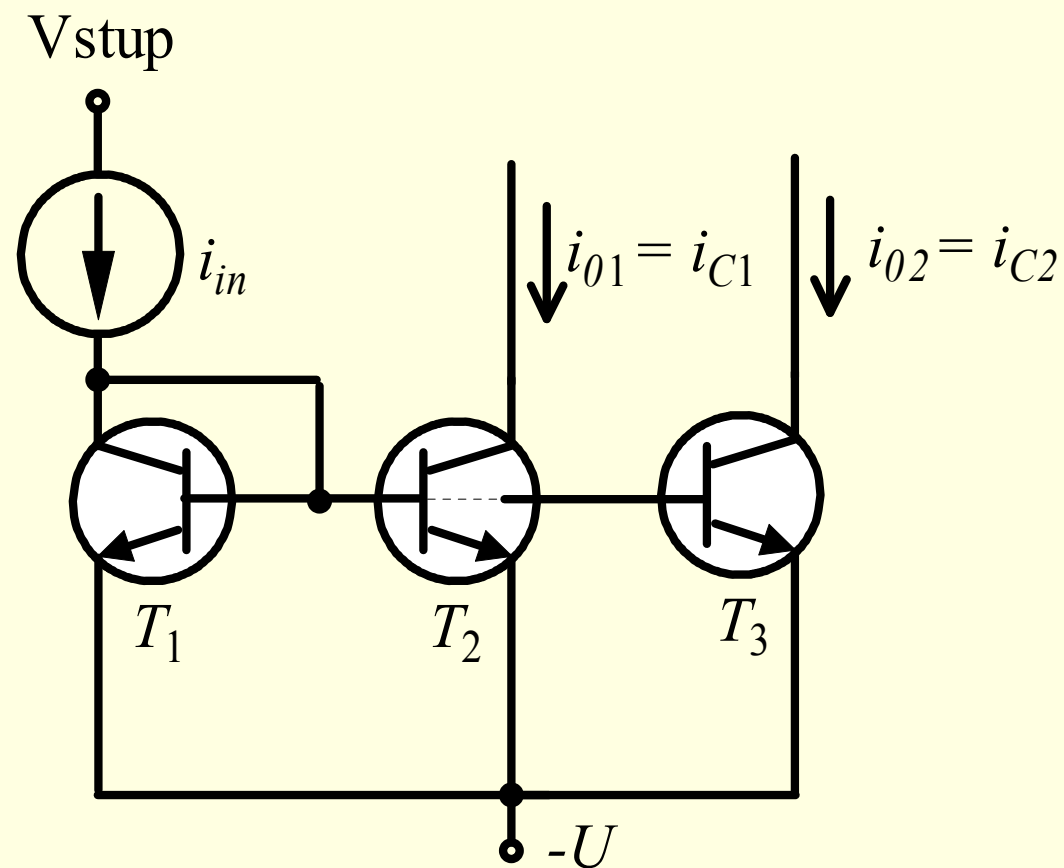 Vstup
i_in
i_01 = i_C1
i_02 = i_C2
T_1
T_2
T_3
-U